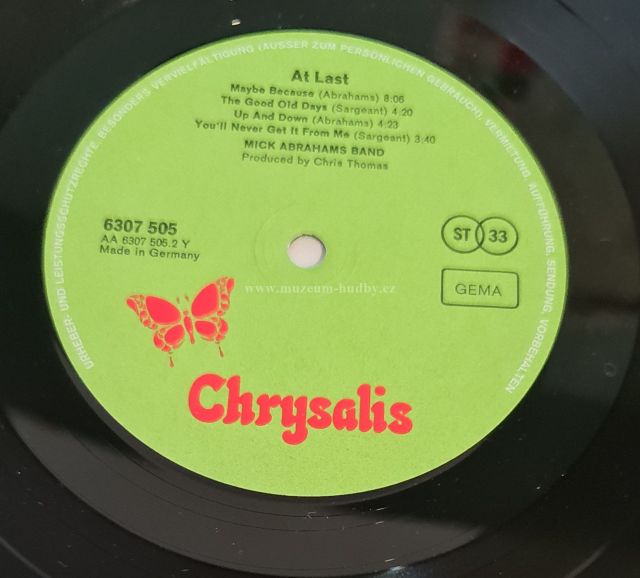 URHEBER- UND LEISTUNGSSCHUTZRECHTE, BESONDERS VERVIELFÄLTIGUNG (AUSSER ZUM PERSÖNLICHEN GEBRAUCH), VERMIETUNG, AUFFÜHRUNG, SENDUNG, VORBEHALTEN
At Last
Maybe Because (Abrahams) 8:06
The Good Old Days (Sargeant) 4:20
Up And Down (Abrahams) 4:23
You'll Never Get It From Me (Sargeant) 3:40
MICK ABRAHAMS BAND
Produced by Chris Thomas
6307 505
AA 6307 505.2 Y
Made in Germany
ST 33
GEMA
www.muzeum-hudby.cz
Chrysalis